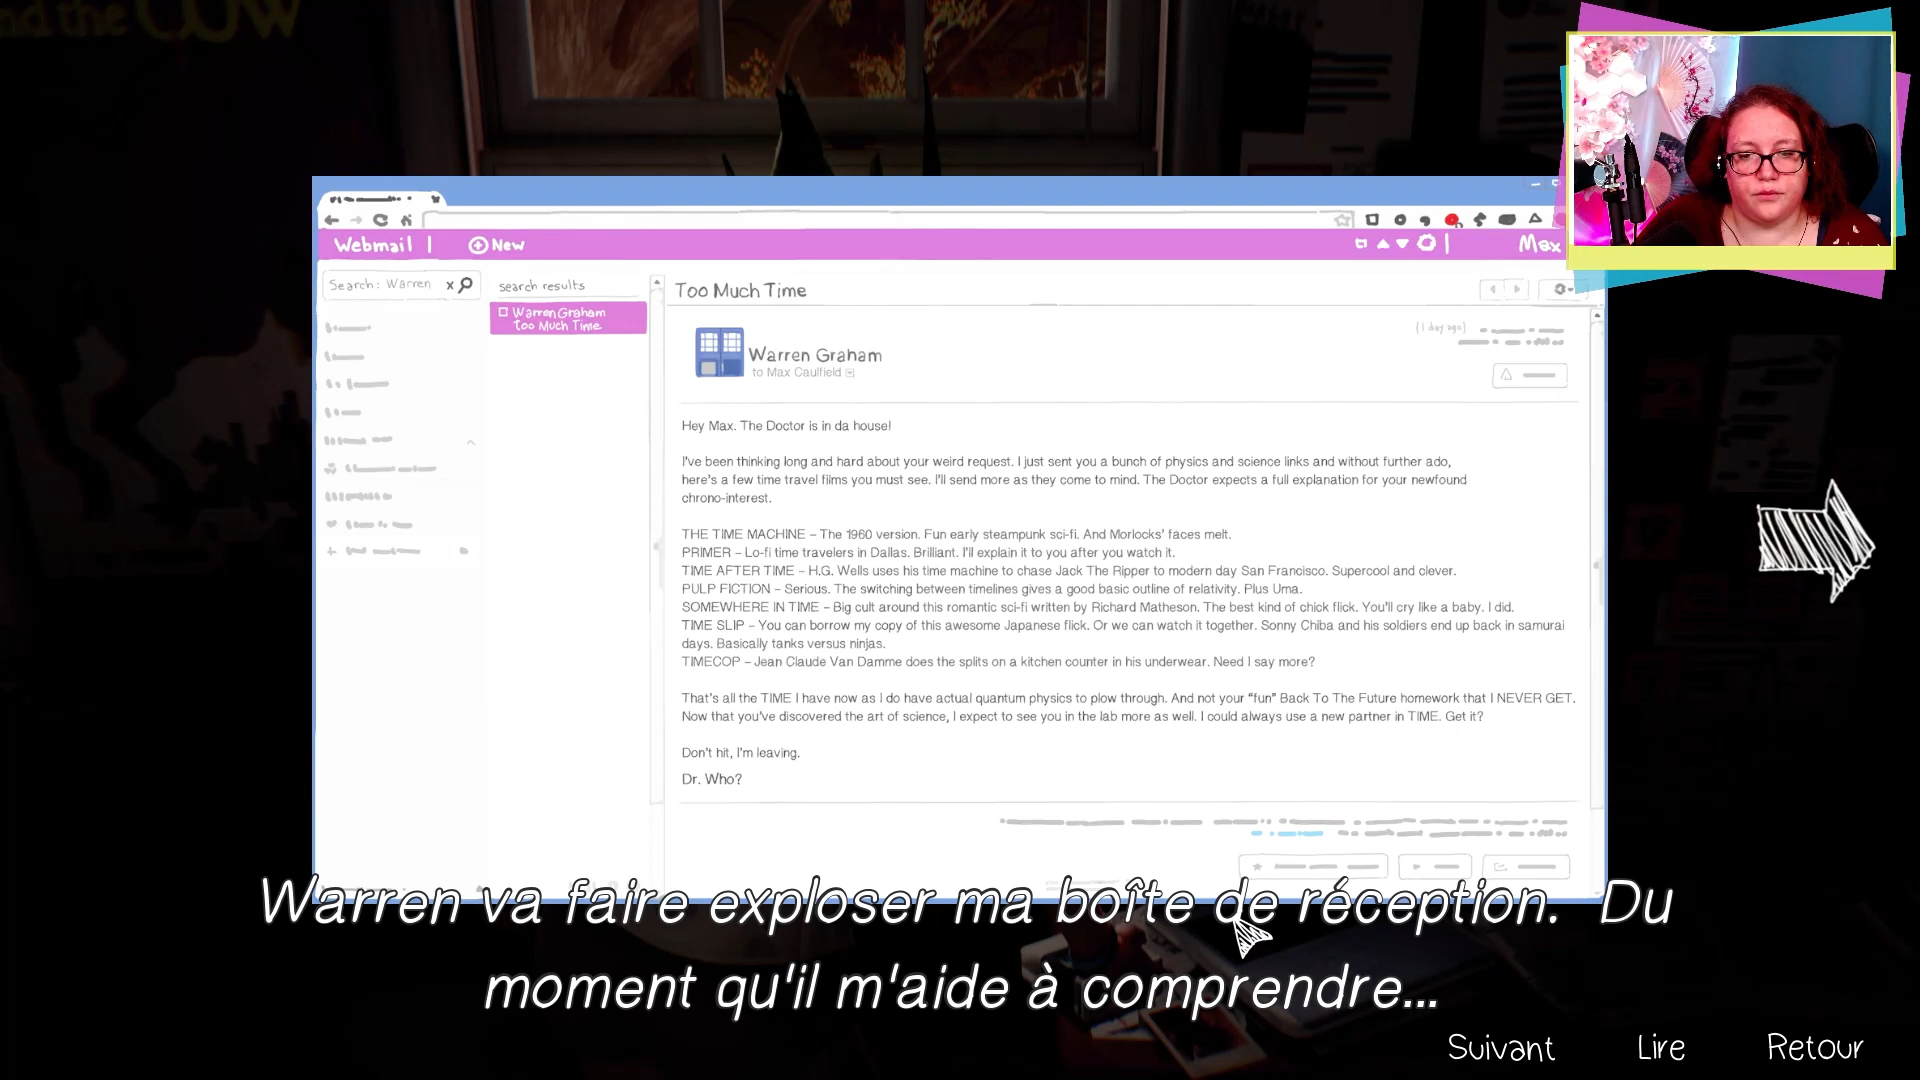 nd the COW
Webmail |
New
Max
Search: Warren x
search results
Warren Graham
Too Much Time
Too Much Time
(1 day ago)
Warren Graham
to Max Caulfield
Hey Max. The Doctor is in da house!
I've been thinking long and hard about your weird request. I just sent you a bunch of physics and science links and without further ado,
here's a few time travel films you must see. I'll send more as they come to mind. The Doctor expects a full explanation for your newfound
chrono-interest.
THE TIME MACHINE – The 1960 version. Fun early steampunk sci-fi. And Morlocks' faces melt.
PRIMER – Lo-fi time travelers in Dallas. Brilliant. I'll explain it to you after you watch it.
TIME AFTER TIME – H.G. Wells uses his time machine to chase Jack The Ripper to modern day San Francisco. Supercool and clever.
PULP FICTION – Serious. The switching between timelines gives a good basic outline of relativity. Plus Uma.
SOMEWHERE IN TIME – Big cult around this romantic sci-fi written by Richard Matheson. The best kind of chick flick. You'll cry like a baby. I did.
TIME SLIP – You can borrow my copy of this awesome Japanese flick. Or we can watch it together. Sonny Chiba and his soldiers end up back in samurai
days. Basically tanks versus ninjas.
TIMECOP – Jean Claude Van Damme does the splits on a kitchen counter in his underwear. Need I say more?
That's all the TIME I have now as I do have actual quantum physics to plow through. And not your “fun” Back To The Future homework that I NEVER GET.
Now that you've discovered the art of science, I expect to see you in the lab more as well. I could always use a new partner in TIME. Get it?
Don't hit, I'm leaving.
Dr. Who?
Warren va faire exploser ma boîte de réception. Du
moment qu'il m'aide à comprendre...
Suivant
Lire
Retour